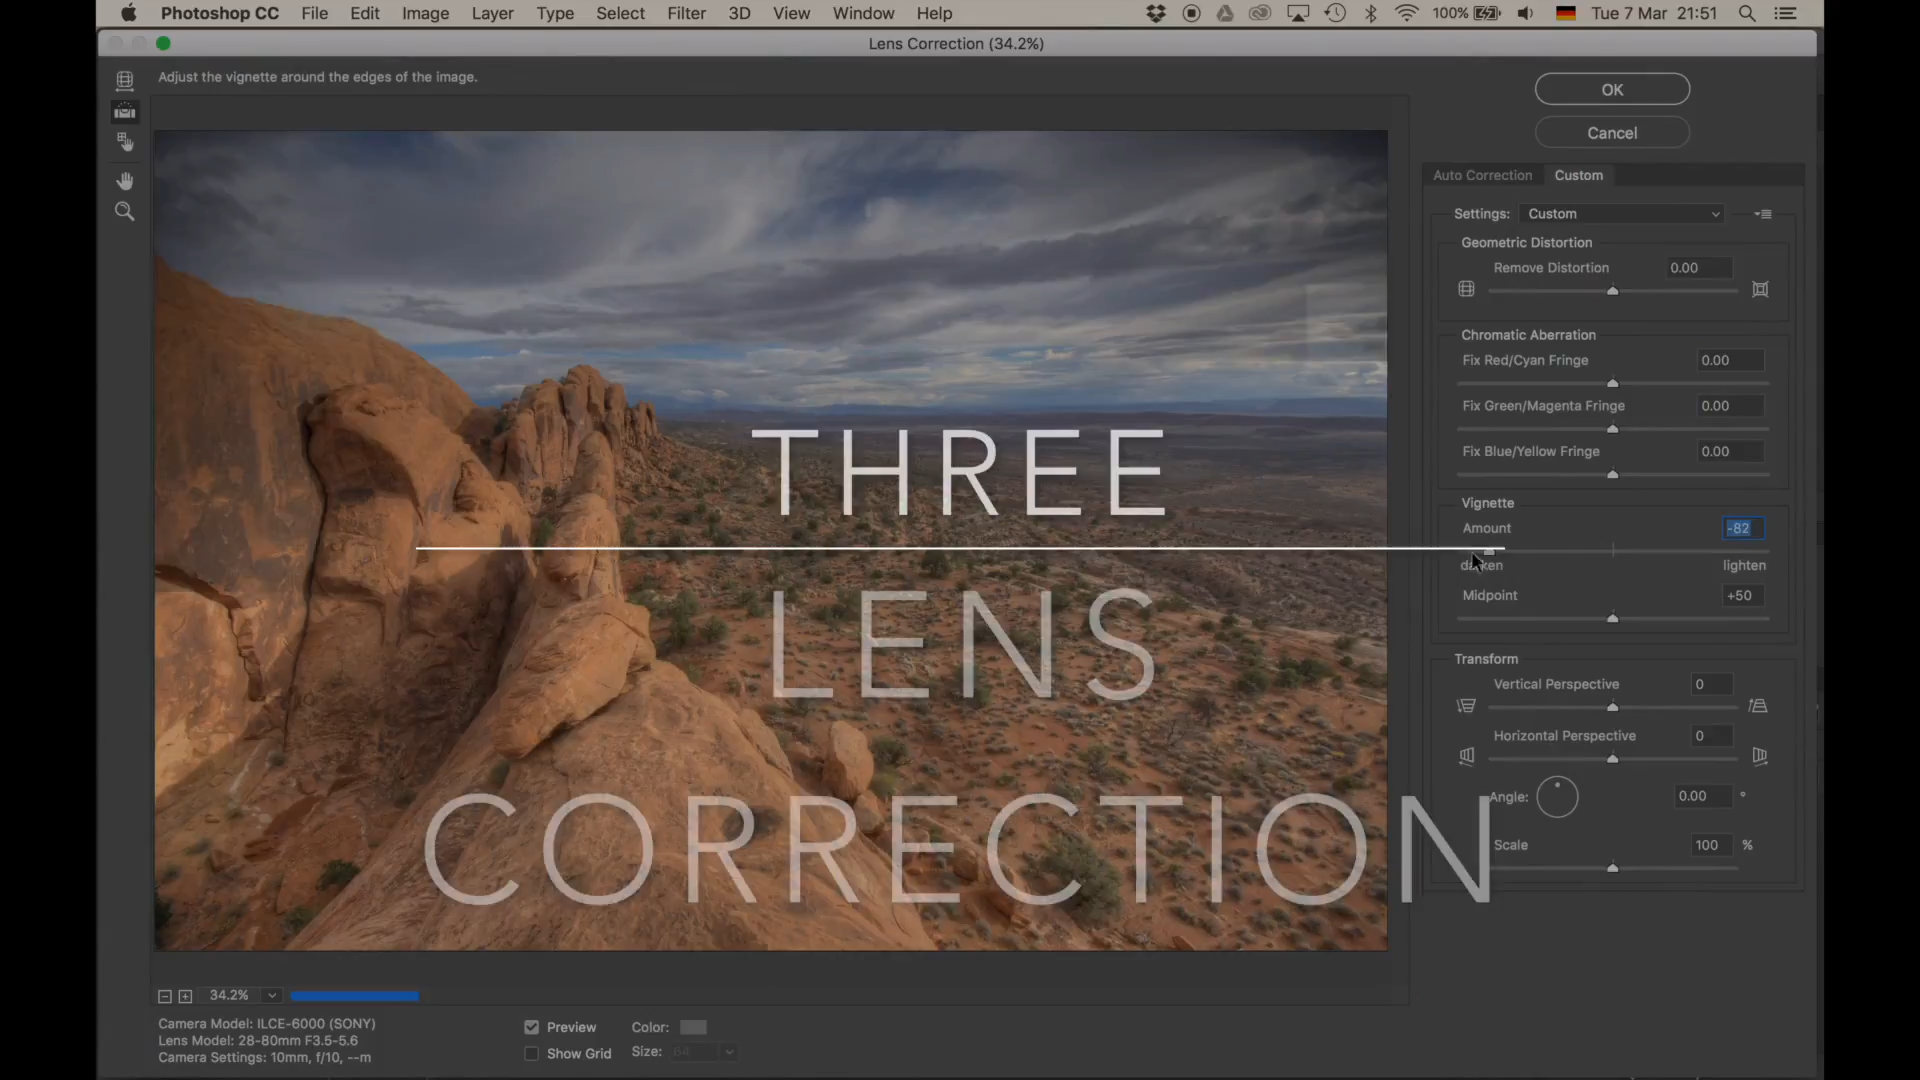 Photoshop CC File Edit Image Layer Type Select Filter 3D View Window Help 100% Tue 7 Mar 21:51
Lens Correction (34.2%)
Adjust the vignette around the edges of the image.
OK
Cancel
Auto Correction Custom
Settings: Custom
Geometric Distortion
Remove Distortion 0.00
Chromatic Aberration
Fix Red/Cyan Fringe 0.00
Fix Green/Magenta Fringe 0.00
Fix Blue/Yellow Fringe 0.00
Vignette
Amount -82
darken lighten
Midpoint +50
Transform
Vertical Perspective 0
Horizontal Perspective 0
Angle: 0.00 °
Scale 100 %
THREE
LENS
CORRECTION
34.2%
Camera Model: ILCE-6000 (SONY)
Lens Model: 28-80mm F3.5-5.6
Camera Settings: 10mm, f/10, --m
Preview Color:
Show Grid Size: 64